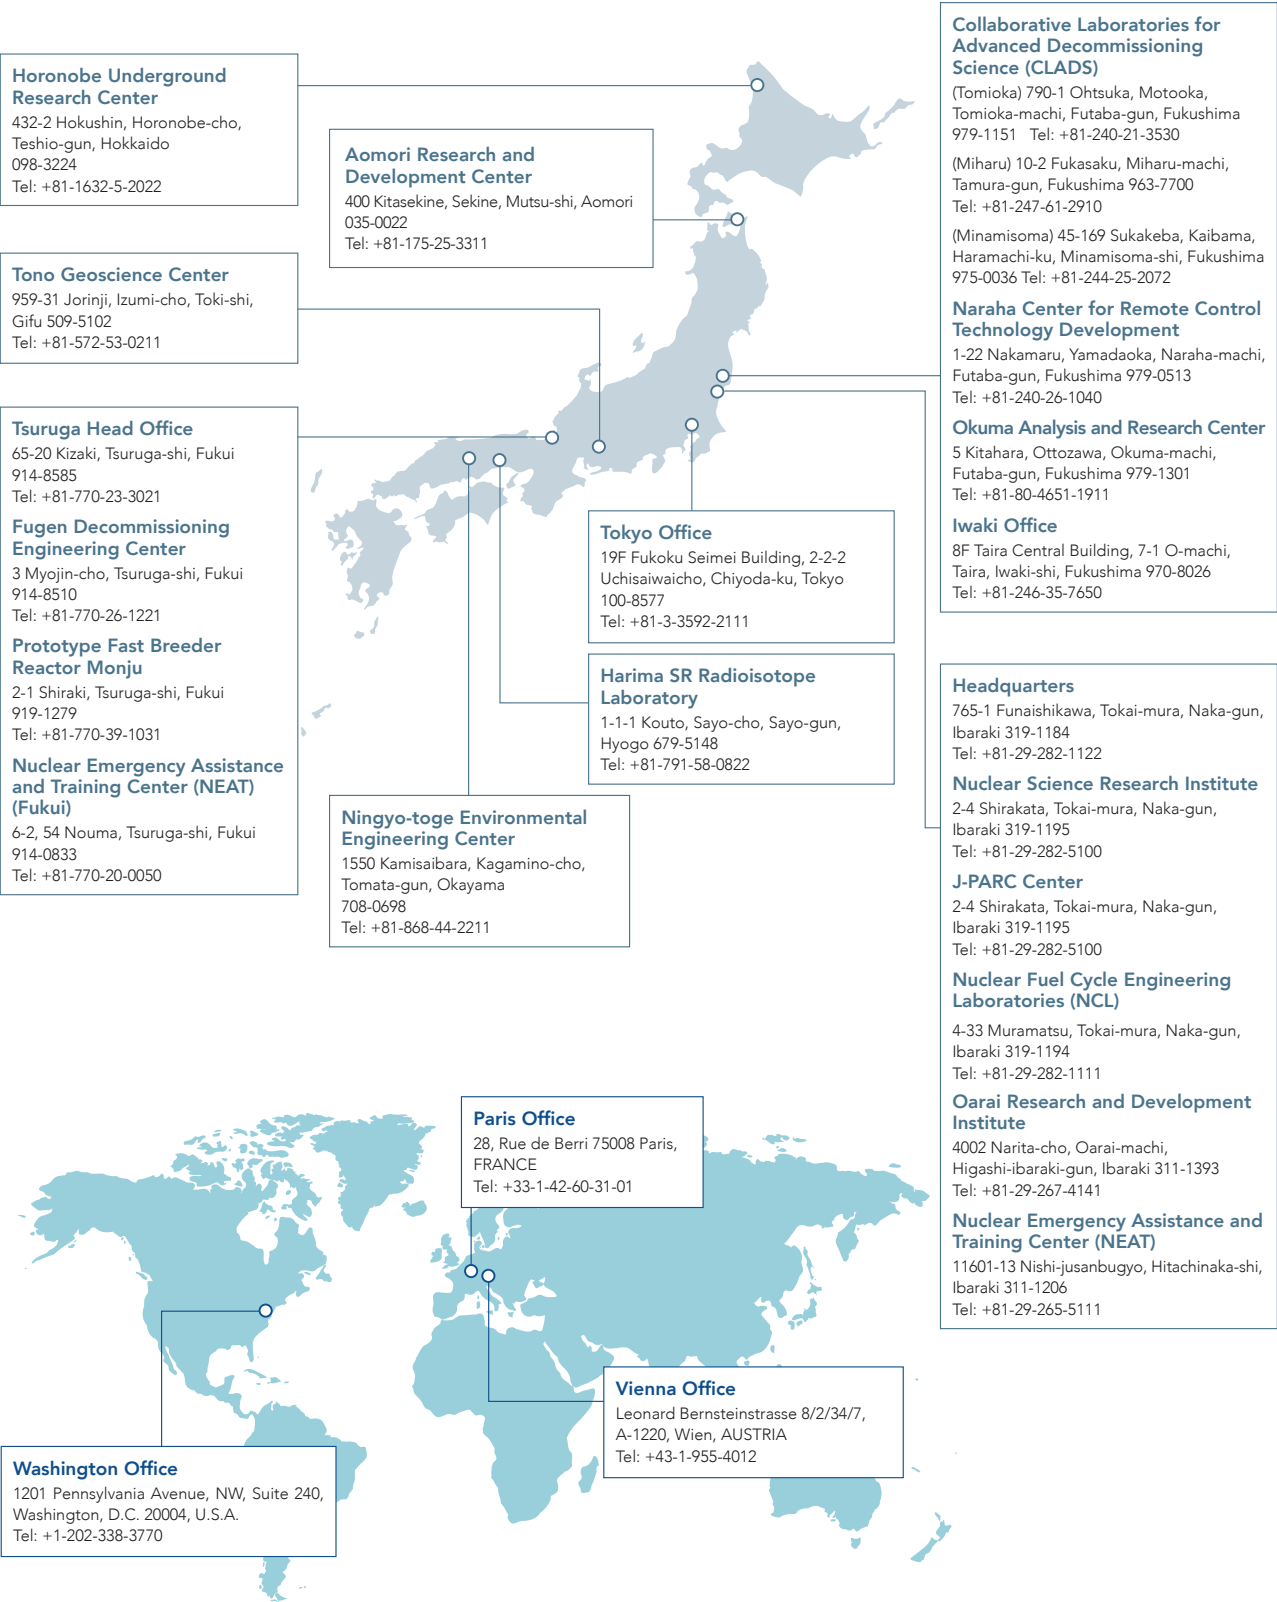 Horonobe Underground
Research Center
432-2 Hokushin, Horonobe-cho,
Teshio-gun, Hokkaido
098-3224
Tel: +81-1632-5-2022
Aomori Research and
Development Center
400 Kitasekine, Sekine, Mutsu-shi, Aomori
035-0022
Tel: +81-175-25-3311
Tono Geoscience Center
959-31 Jorinji, Izumi-cho, Toki-shi,
Gifu 509-5102
Tel: +81-572-53-0211
Tsuruga Head Office
65-20 Kizaki, Tsuruga-shi, Fukui
914-8585
Tel: +81-770-23-3021
Fugen Decommissioning
Engineering Center
3 Myojin-cho, Tsuruga-shi, Fukui
914-8510
Tel: +81-770-26-1221
Prototype Fast Breeder
Reactor Monju
2-1 Shiraki, Tsuruga-shi, Fukui
919-1279
Tel: +81-770-39-1031
Nuclear Emergency Assistance
and Training Center (NEAT)
(Fukui)
6-2, 54 Nouma, Tsuruga-shi, Fukui
914-0833
Tel: +81-770-20-0050
Tokyo Office
19F Fukoku Seimei Building, 2-2-2
Uchisaiwaicho, Chiyoda-ku, Tokyo
100-8577
Tel: +81-3-3592-2111
Harima SR Radioisotope
Laboratory
1-1-1 Kouto, Sayo-cho, Sayo-gun,
Hyogo 679-5148
Tel: +81-791-58-0822
Ningyo-toge Environmental
Engineering Center
1550 Kamisaibara, Kagamino-cho,
Tomata-gun, Okayama
708-0698
Tel: +81-868-44-2211
Collaborative Laboratories for
Advanced Decommissioning
Science (CLADS)
(Tomioka) 790-1 Ohtsuka, Motooka,
Tomioka-machi, Futaba-gun, Fukushima
979-1151 Tel: +81-240-21-3530
(Miharu) 10-2 Fukasaku, Miharu-machi,
Tamura-gun, Fukushima 963-7700
Tel: +81-247-61-2910
(Minamisoma) 45-169 Sukakeba, Kaibama,
Haramachi-ku, Minamisoma-shi, Fukushima
975-0036 Tel: +81-244-25-2072
Naraha Center for Remote Control
Technology Development
1-22 Nakamaru, Yamadaoka, Naraha-machi,
Futaba-gun, Fukushima 979-0513
Tel: +81-240-26-1040
Okuma Analysis and Research Center
5 Kitahara, Ottozawa, Okuma-machi,
Futaba-gun, Fukushima 979-1301
Tel: +81-80-4651-1911
Iwaki Office
8F Taira Central Building, 7-1 O-machi,
Taira, Iwaki-shi, Fukushima 970-8026
Tel: +81-246-35-7650
Headquarters
765-1 Funaishikawa, Tokai-mura, Naka-gun,
Ibaraki 319-1184
Tel: +81-29-282-1122
Nuclear Science Research Institute
2-4 Shirakata, Tokai-mura, Naka-gun,
Ibaraki 319-1195
Tel: +81-29-282-5100
J-PARC Center
2-4 Shirakata, Tokai-mura, Naka-gun,
Ibaraki 319-1195
Tel: +81-29-282-5100
Nuclear Fuel Cycle Engineering
Laboratories (NCL)
4-33 Muramatsu, Tokai-mura, Naka-gun,
Ibaraki 319-1194
Tel: +81-29-282-1111
Oarai Research and Development
Institute
4002 Narita-cho, Oarai-machi,
Higashi-ibaraki-gun, Ibaraki 311-1393
Tel: +81-29-267-4141
Nuclear Emergency Assistance and
Training Center (NEAT)
11601-13 Nishi-jusanbugyo, Hitachinaka-shi,
Ibaraki 311-1206
Tel: +81-29-265-5111
Paris Office
28, Rue de Berri 75008 Paris,
FRANCE
Tel: +33-1-42-60-31-01
Vienna Office
Leonard Bernsteinstrasse 8/2/34/7,
A-1220, Wien, AUSTRIA
Tel: +43-1-955-4012
Washington Office
1201 Pennsylvania Avenue, NW, Suite 240,
Washington, D.C. 20004, U.S.A.
Tel: +1-202-338-3770